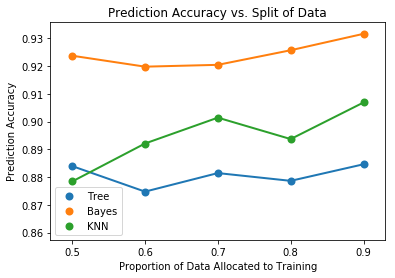 Prediction Accuracy vs. Split of Data
Prediction Accuracy
0.93
0.92
0.91
0.90
0.89
0.88
0.87
0.86
Tree
Bayes
KNN
0.5 0.6 0.7 0.8 0.9
Proportion of Data Allocated to Training